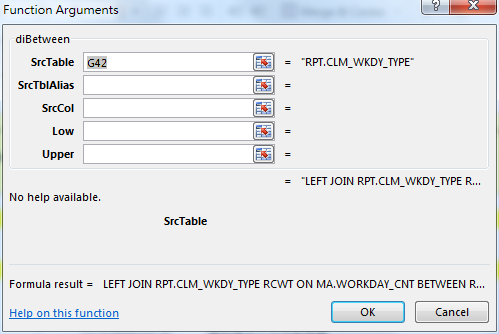 Function Arguments
diBetween
SrcTable G42 = "RPT.CLM_WKDY_TYPE"
SrcTblAlias =
SrcCol =
Low =
Upper =
= "LEFT JOIN RPT.CLM_WKDY_TYPE R...
No help available.
SrcTable
Formula result = LEFT JOIN RPT.CLM_WKDY_TYPE RCWT ON MA.WORKDAY_CNT BETWEEN R...
Help on this function
OK Cancel